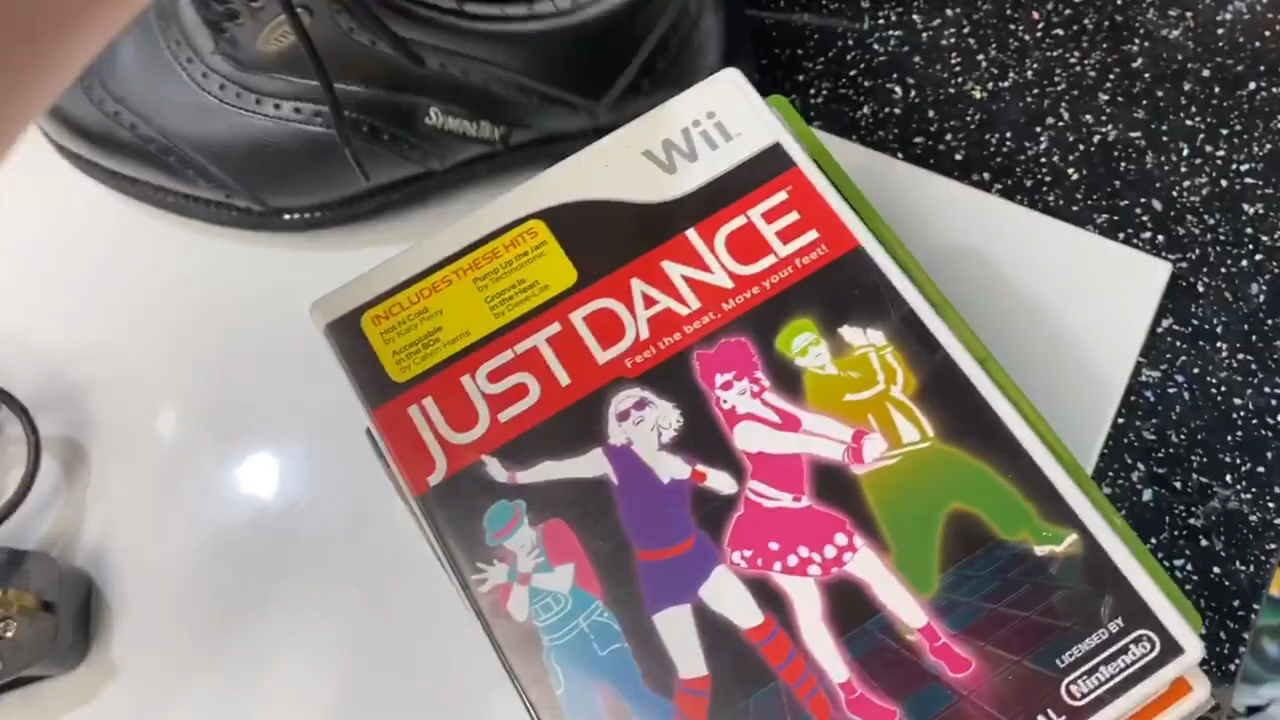 SYMPATEX
Wii
INCLUDES THESE HITS
Hot N Cold
by Katy Perry
Acceptable
in the 80s
by Calvin Harris
Pump Up the Jam
by Technotronic
Groove Is
in the Heart
by Deee-Lite
JUST DANCE
Feel the beat, Move your feet!
LICENSED BY
Nintendo